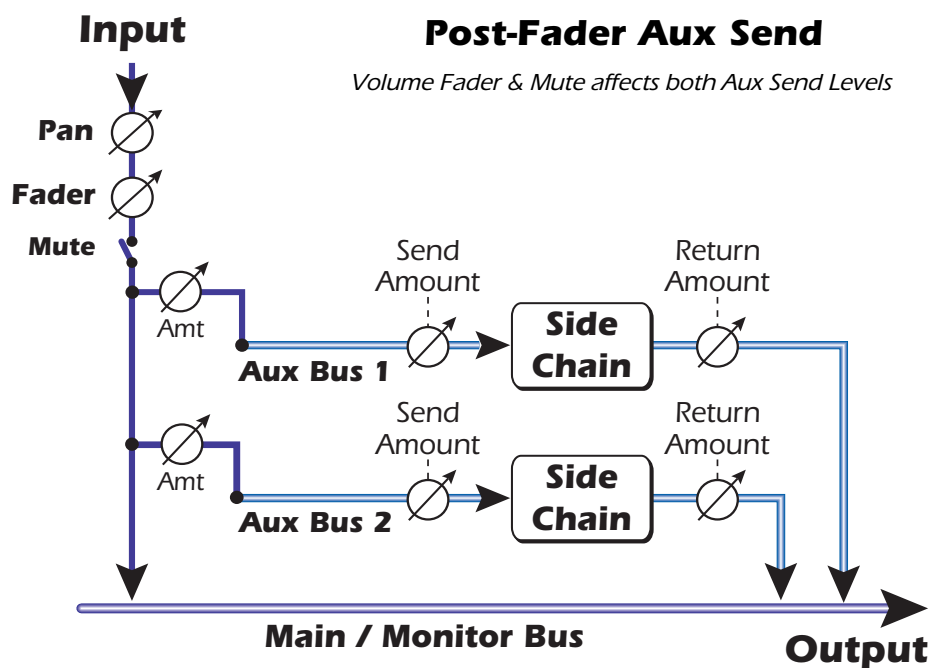 Input
Post-Fader Aux Send
Volume Fader & Mute affects both Aux Send Levels
Pan
Fader
Mute
Amt
Send
Amount
Side
Chain
Return
Amount
Aux Bus 1
Amt
Send
Amount
Side
Chain
Return
Amount
Aux Bus 2
Main / Monitor Bus
Output